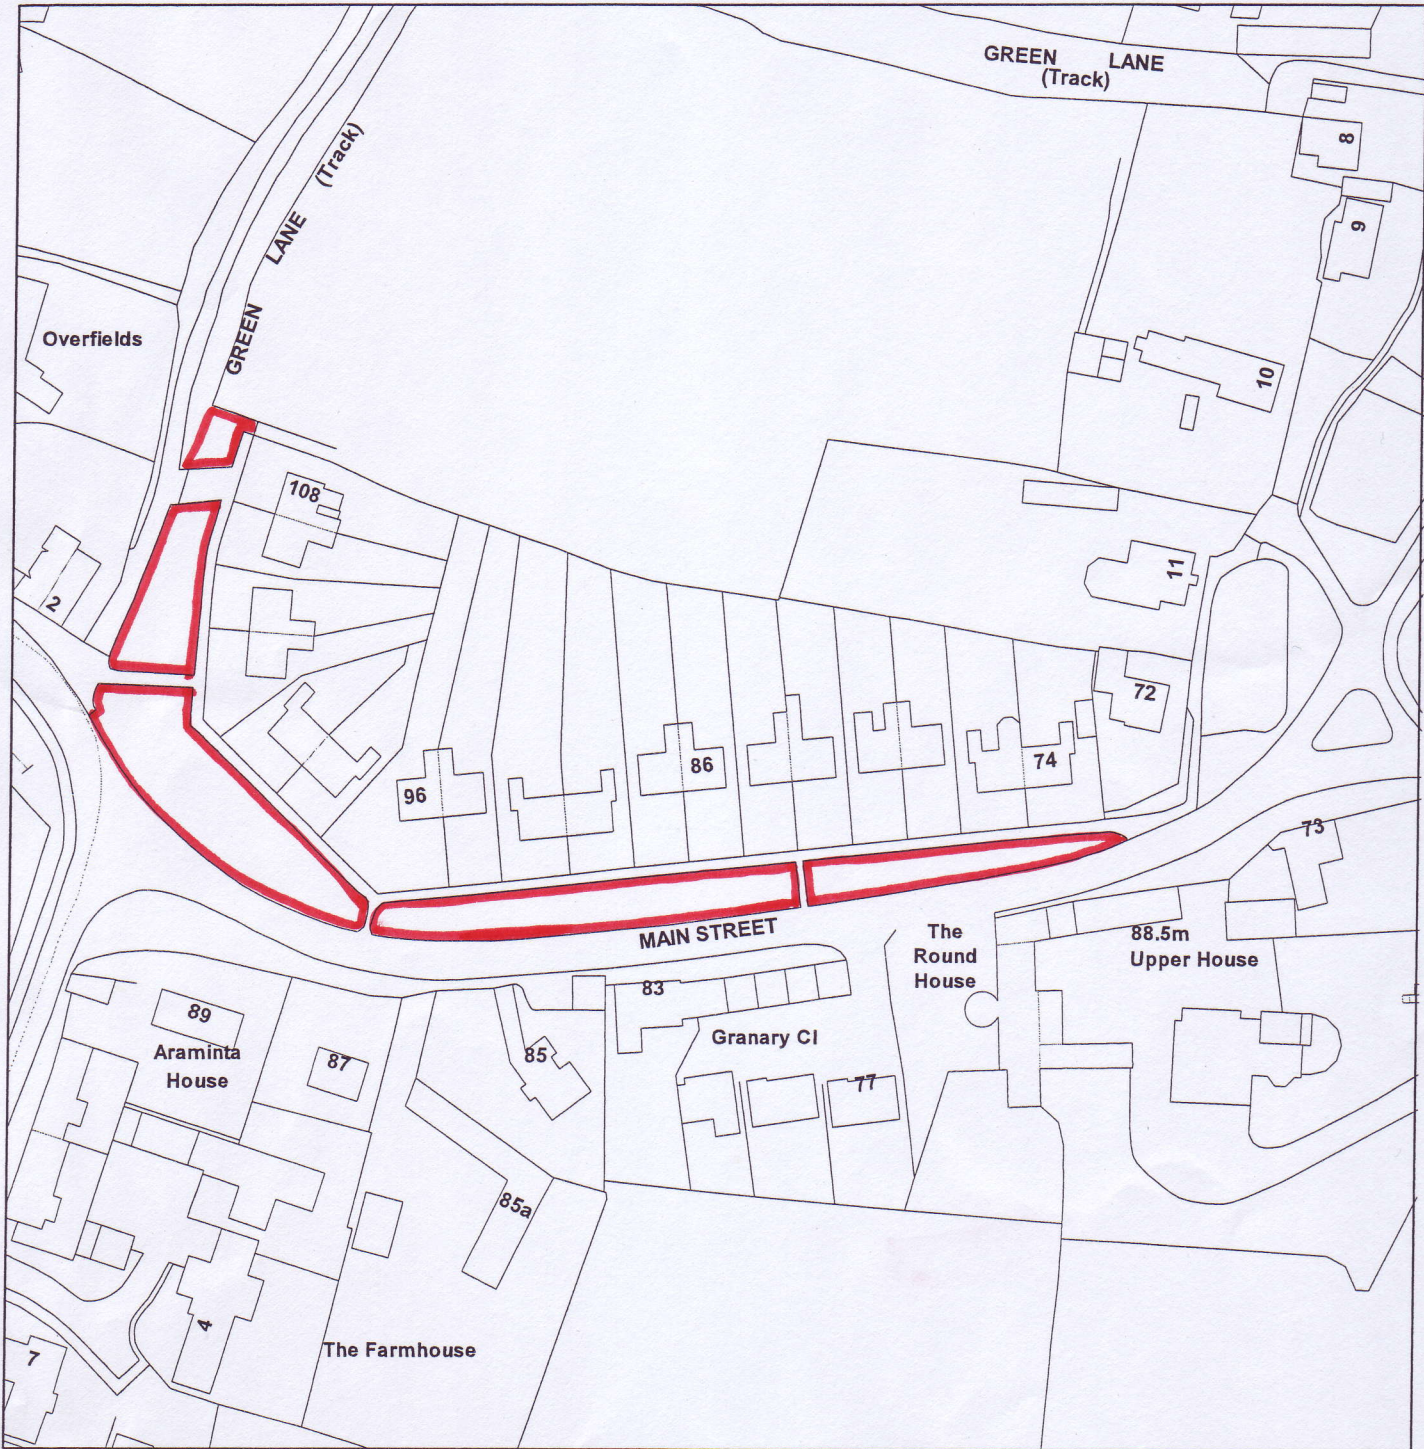 GREEN LANE
(Track)
8
9
(Track)
LANE
GREEN
Overfields
10
108
11
2
72
86
74
96
73
MAIN STREET
The
Round
House
88.5m
Upper House
83
89
Granary Cl
Araminta
House
87
85
77
85a
4
The Farmhouse
7